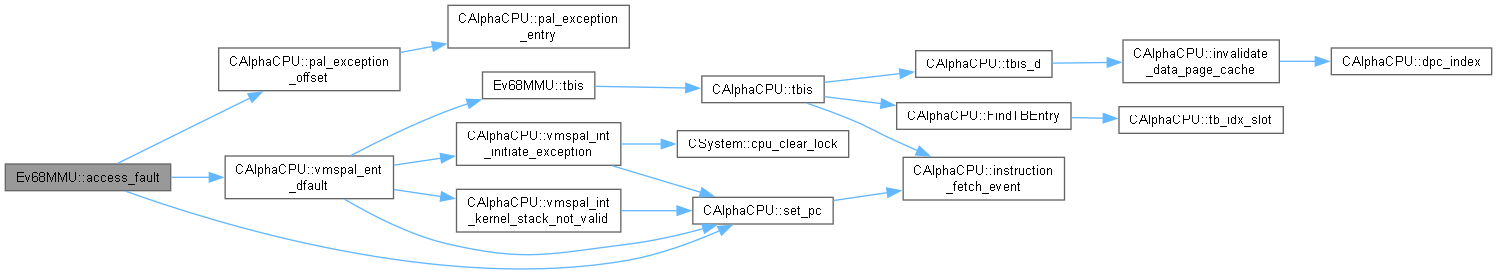 CAlphaCPU::pal_exception
_entry
CAlphaCPU::pal_exception
_offset
CAlphaCPU::invalidate
_data_page_cache
CAlphaCPU::tbis_d
CAlphaCPU::dpc_index
Ev68MMU::tbis
CAlphaCPU::tbis
CAlphaCPU::FindTBEntry
CAlphaCPU::tb_idx_slot
CAlphaCPU::vmspal_int
_initiate_exception
CSystem::cpu_clear_lock
Ev68MMU::access_fault
CAlphaCPU::vmspal_ent
_dfault
CAlphaCPU::instruction
_fetch_event
CAlphaCPU::vmspal_int
_kernel_stack_not_valid
CAlphaCPU::set_pc